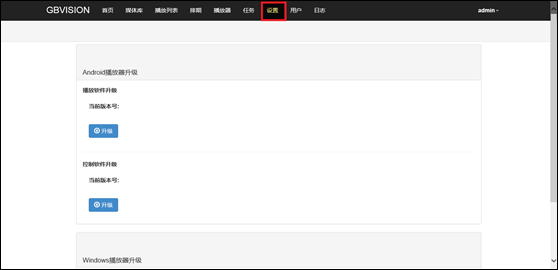 GBVISION 首页 媒体库 播放列表 排期 播放器 任务 设置 用户 日志 admin
Android播放器升级
播放软件升级
当前版本号:
升级
控制软件升级
当前版本号:
升级
Windows播放器升级